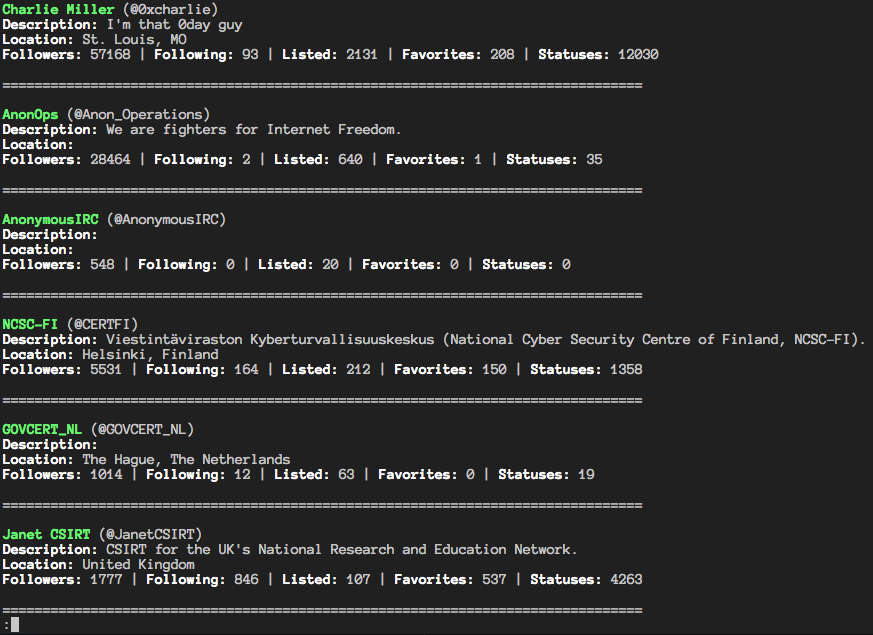 Charlie Miller (@0xcharlie)
Description: I'm that 0day guy
Location: St. Louis, MO
Followers: 57168 | Following: 93 | Listed: 2131 | Favorites: 208 | Statuses: 12030
================================================================================
AnonOps (@Anon_Operations)
Description: We are fighters for Internet Freedom.
Location:
Followers: 28464 | Following: 2 | Listed: 640 | Favorites: 1 | Statuses: 35
================================================================================
AnonymousIRC (@AnonymousIRC)
Description:
Location:
Followers: 548 | Following: 0 | Listed: 20 | Favorites: 0 | Statuses: 0
================================================================================
NCSC-FI (@CERTFI)
Description: Viestintäviraston Kyberturvallisuuskeskus (National Cyber Security Centre of Finland, NCSC-FI).
Location: Helsinki, Finland
Followers: 5531 | Following: 164 | Listed: 212 | Favorites: 150 | Statuses: 1358
================================================================================
GOVCERT_NL (@GOVCERT_NL)
Description:
Location: The Hague, The Netherlands
Followers: 1014 | Following: 12 | Listed: 63 | Favorites: 0 | Statuses: 19
================================================================================
Janet CSIRT (@JanetCSIRT)
Description: CSIRT for the UK's National Research and Education Network.
Location: United Kingdom
Followers: 1777 | Following: 846 | Listed: 107 | Favorites: 537 | Statuses: 4263
================================================================================
: